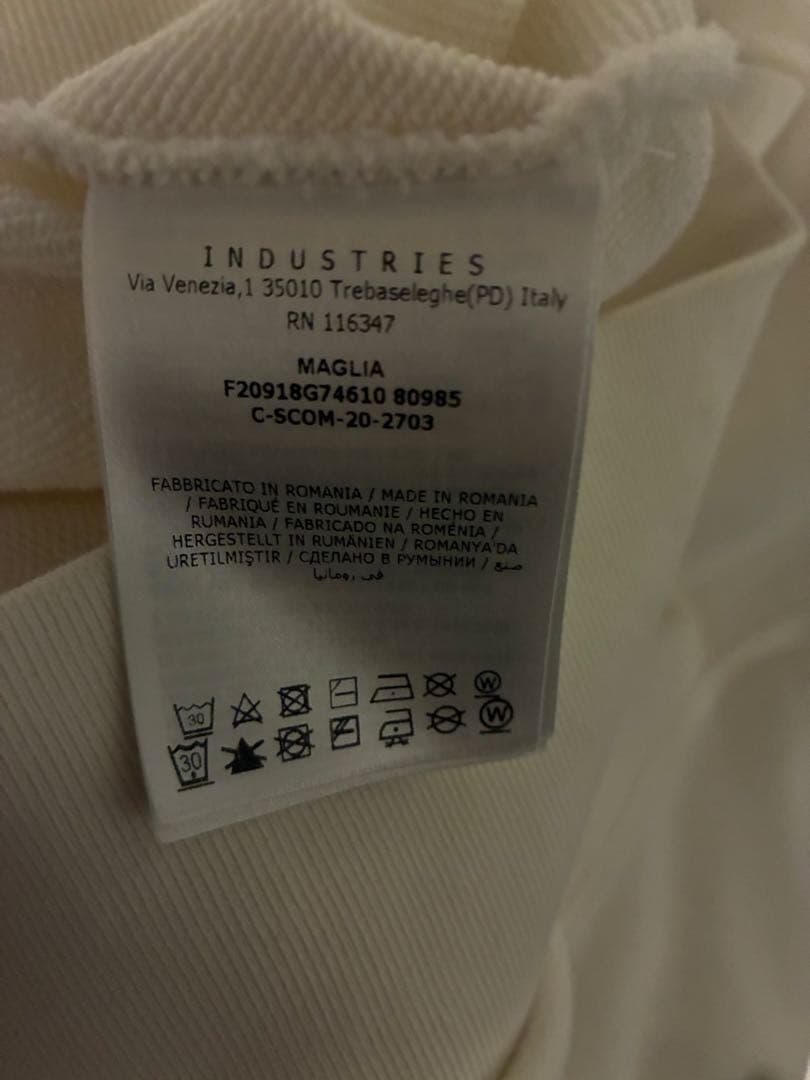 INDUSTRIES
Via Venezia,1 35010 Trebaseleghe(PD) Italy
RN 116347
MAGLIA
F20918G74610 80985
C-SCOM-20-2703
FABBRICATO IN ROMANIA / MADE IN ROMANIA
/ FABRIQUÉ EN ROUMANIE / HECHO EN
RUMANIA / FABRICADO NA ROMÉNIA /
HERGESTELLT IN RUMÄNIEN / ROMANYA'DA
ÜRETILMIŞTIR / СДЕЛАНО В РУМЫНИИ / صنع
في رومانيا
30 W
30 W